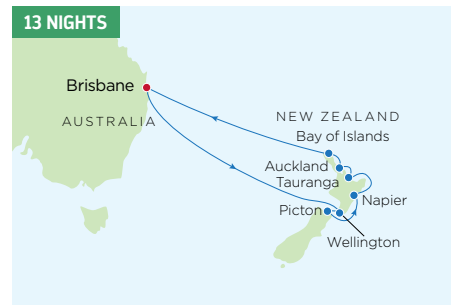 13 NIGHTS
Brisbane
AUSTRALIA
NEW ZEALAND
Bay of Islands
Auckland
Tauranga
Napier
Picton
Wellington